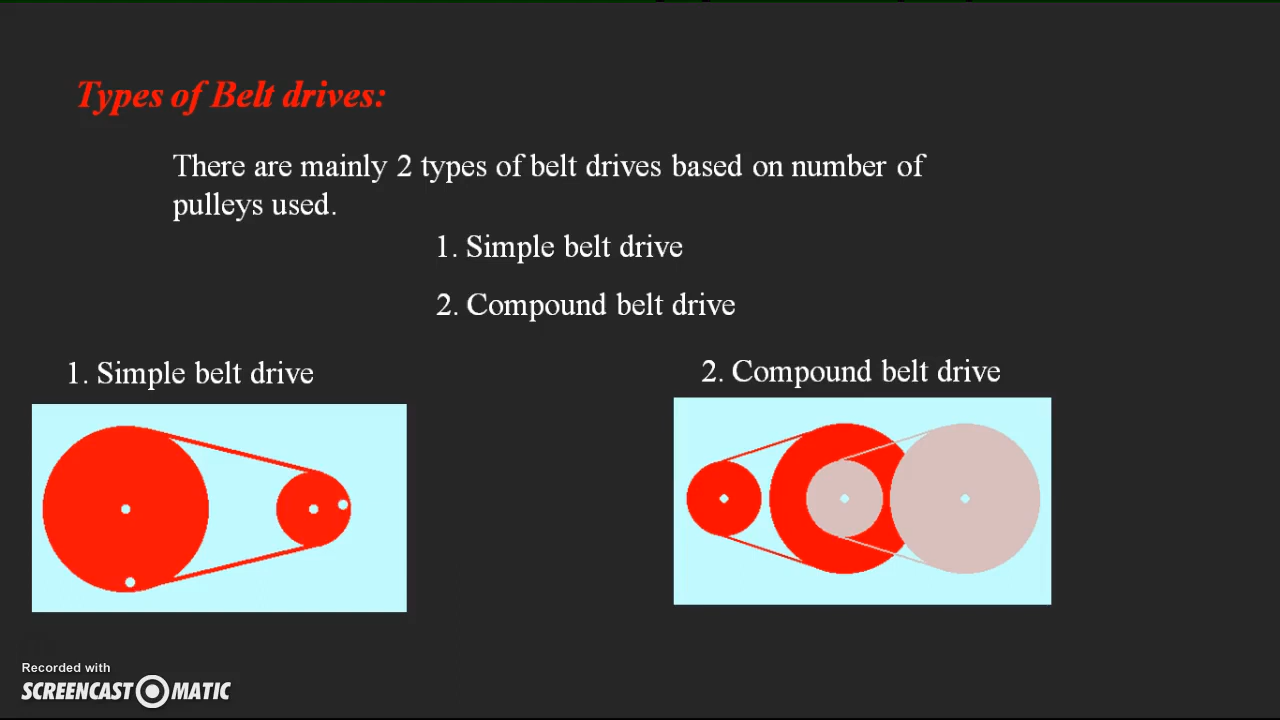 Types of Belt drives:
There are mainly 2 types of belt drives based on number of
pulleys used.
1. Simple belt drive
2. Compound belt drive
1. Simple belt drive
2. Compound belt drive
Recorded with
SCREENCAST-O-MATIC